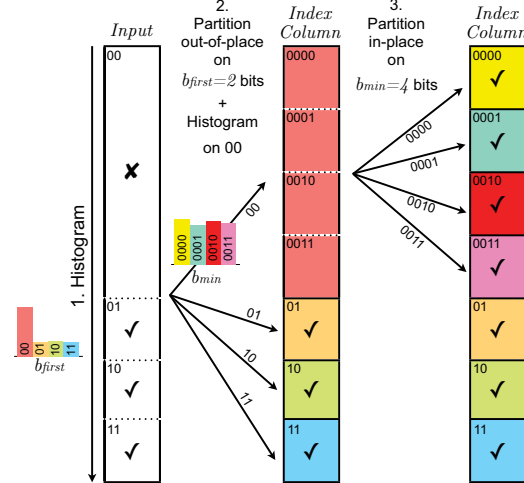 Input
2.
Partition
out-of-place
on
bfirst=2 bits
+
Histogram
on 00
Index
Column
3.
Partition
in-place
on
bmin=4 bits
Index
Column
1. Histogram
00
01
10
11
bfirst
00
✘
01
✓
10
✓
11
✓
0000
0001
0010
0011
bmin
00
01
10
11
0000
0001
0010
0011
01
✓
10
✓
11
✓
0000
0001
0010
0011
0000
✓
0001
✓
0010
✓
0011
✓
01
✓
10
✓
11
✓